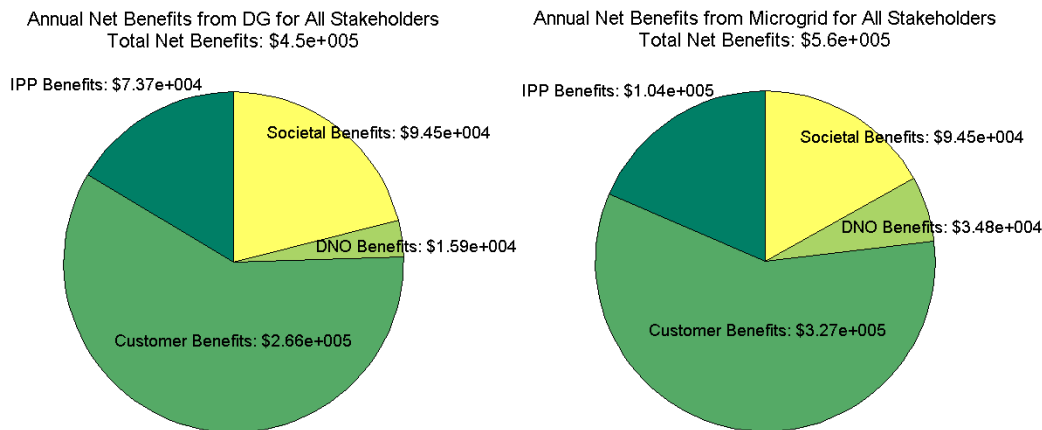 Annual Net Benefits from DG for All Stakeholders
Total Net Benefits: $4.5e+005
IPP Benefits: $7.37e+004
Societal Benefits: $9.45e+004
DNO Benefits: $1.59e+004
Customer Benefits: $2.66e+005
Annual Net Benefits from Microgrid for All Stakeholders
Total Net Benefits: $5.6e+005
IPP Benefits: $1.04e+005
Societal Benefits: $9.45e+004
DNO Benefits: $3.48e+004
Customer Benefits: $3.27e+005